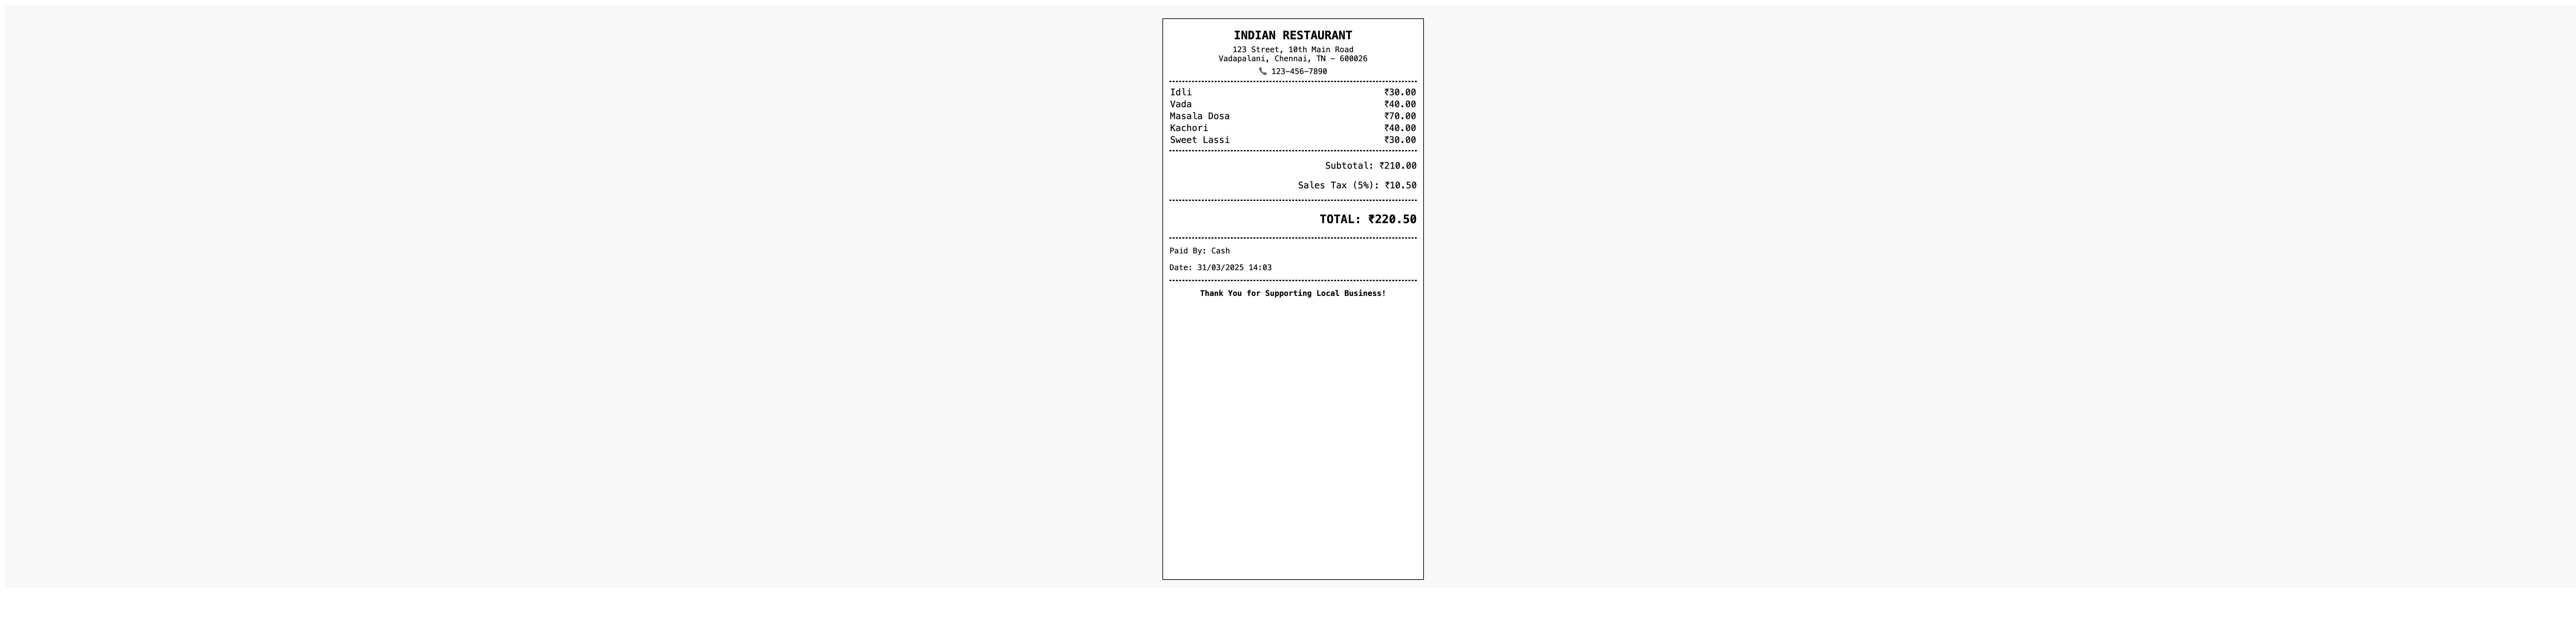 INDIAN RESTAURANT
123 Street, 10th Main Road
Vadapalani, Chennai, TN - 600026
📞 123-456-7890
Idli ₹30.00
Vada ₹40.00
Masala Dosa ₹70.00
Kachori ₹40.00
Sweet Lassi ₹30.00
Subtotal: ₹210.00
Sales Tax (5%): ₹10.50
TOTAL: ₹220.50
Paid By: Cash
Date: 31/03/2025 14:03
Thank You for Supporting Local Business!